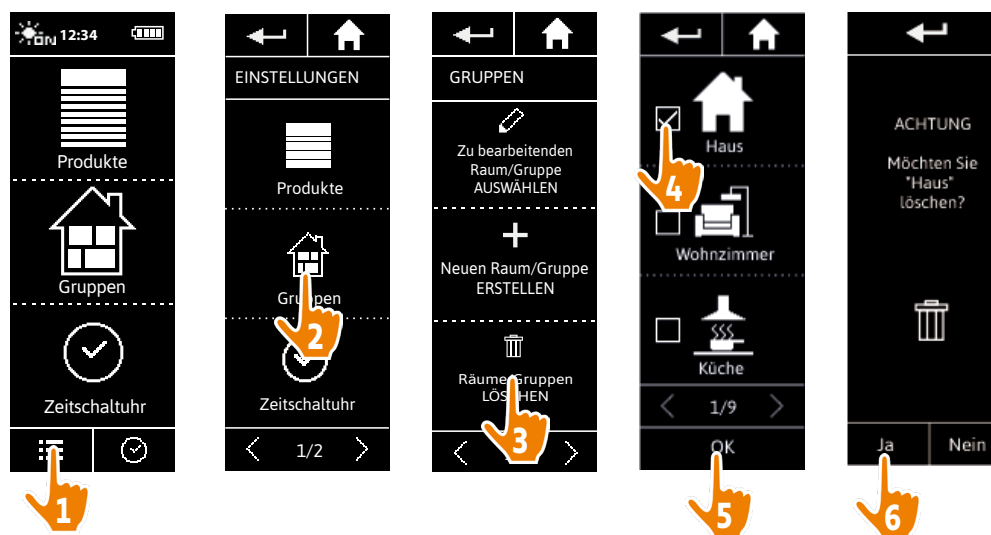 ON 12:34
Produkte
Gruppen
Zeitschaltuhr
1
EINSTELLUNGEN
Produkte
Gruppen
2
Zeitschaltuhr
1/2
GRUPPEN
Zu bearbeitenden
Raum/Gruppe
AUSWÄHLEN
Neuen Raum/Gruppe
ERSTELLEN
Räume/Gruppen
LÖSCHEN
3
Haus
4
Wohnzimmer
Küche
1/9
OK
5
ACHTUNG
Möchten Sie
"Haus"
löschen?
Ja Nein
6